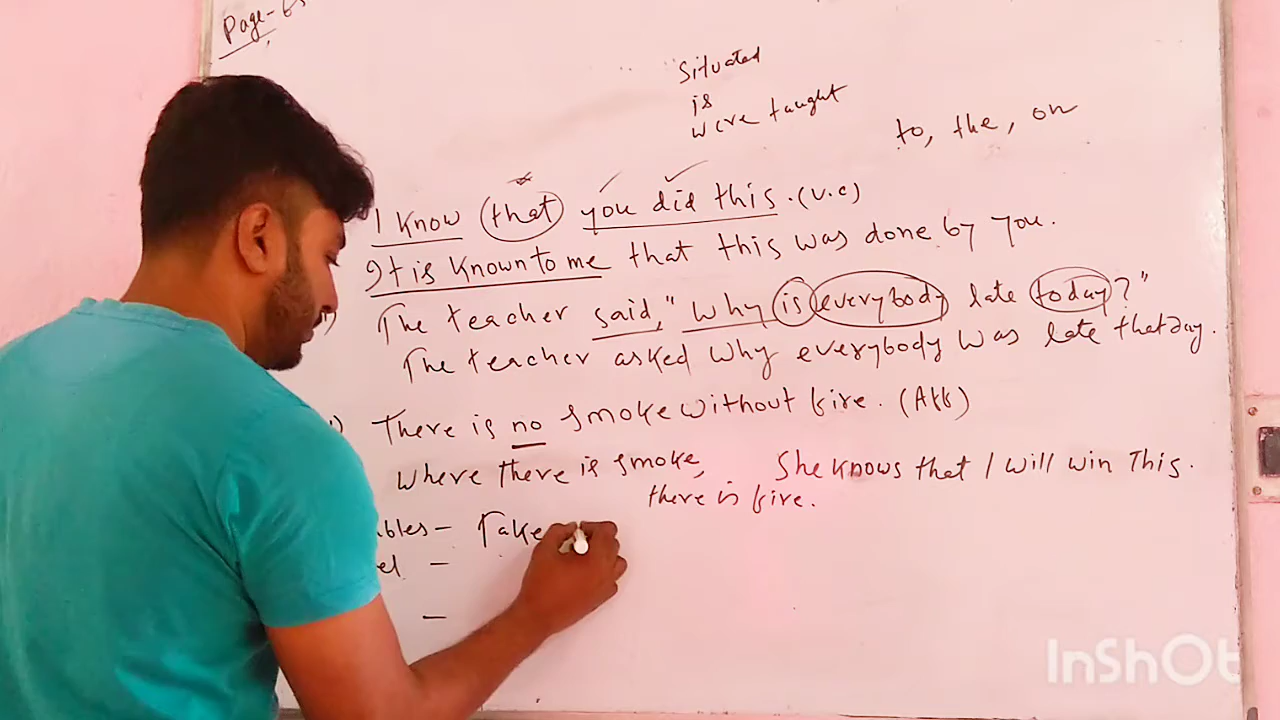 Page-65
Situated
is
were taught
to, the, on
I know that you did this. (V.C)
It is known to me that this was done by you.
The teacher said, "Why is everybody late today?"
The teacher asked why everybody was late that day.
There is no smoke without fire. (Aff)
Where there is smoke,
there is fire.
She knows that I will win This.
ables - Take
el -
-
InShOt